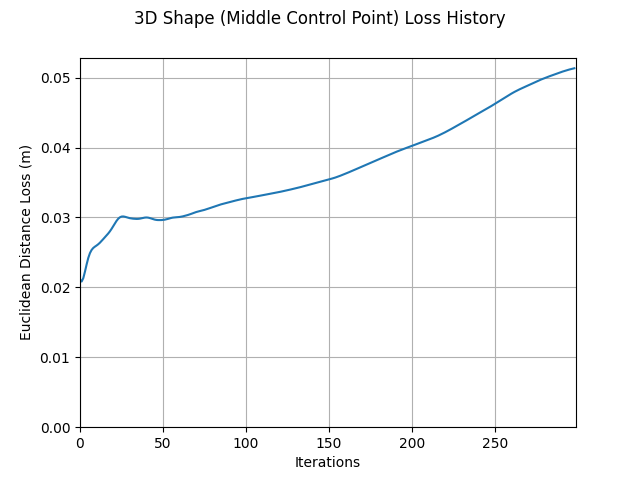 3D Shape (Middle Control Point) Loss History
Euclidean Distance Loss (m)
0.05
0.04
0.03
0.02
0.01
0.00
0 50 100 150 200 250
Iterations